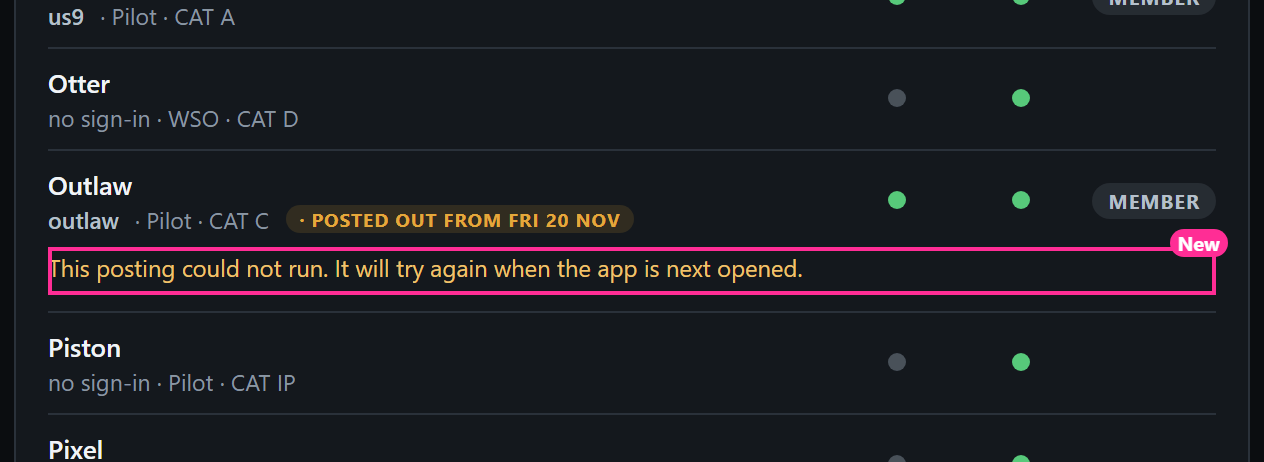 us9 · Pilot · CAT A
MEMBER
Otter
no sign-in · WSO · CAT D
Outlaw
outlaw · Pilot · CAT C · POSTED OUT FROM FRI 20 NOV
MEMBER
New
This posting could not run. It will try again when the app is next opened.
Piston
no sign-in · Pilot · CAT IP
Pixel